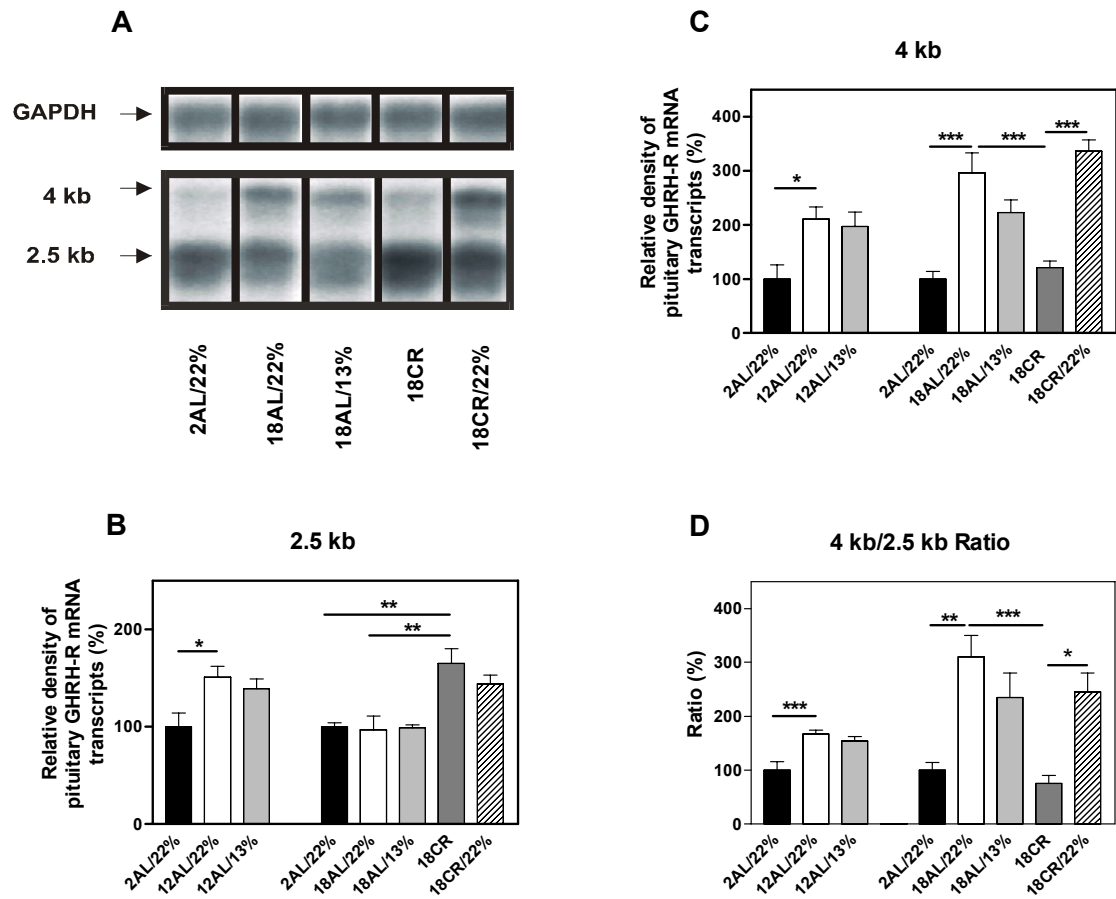 A
GAPDH
4 kb
2.5 kb
2AL/22%
18AL/22%
18AL/13%
18CR
18CR/22%
C
4 kb
Relative density of
pituitary GHRH-R mRNA
transcripts (%)
400
300
200
100
0
*
***
***
***
2AL/22%
12AL/22%
12AL/13%
2AL/22%
18AL/22%
18AL/13%
18CR
18CR/22%
B
2.5 kb
Relative density of
pituitary GHRH-R mRNA
transcripts (%)
200
100
0
*
**
**
2AL/22%
12AL/22%
12AL/13%
2AL/22%
18AL/22%
18AL/13%
18CR
18CR/22%
D
4 kb/2.5 kb Ratio
Ratio (%)
400
300
200
100
0
***
**
***
*
2AL/22%
12AL/22%
12AL/13%
2AL/22%
18AL/22%
18AL/13%
18CR
18CR/22%